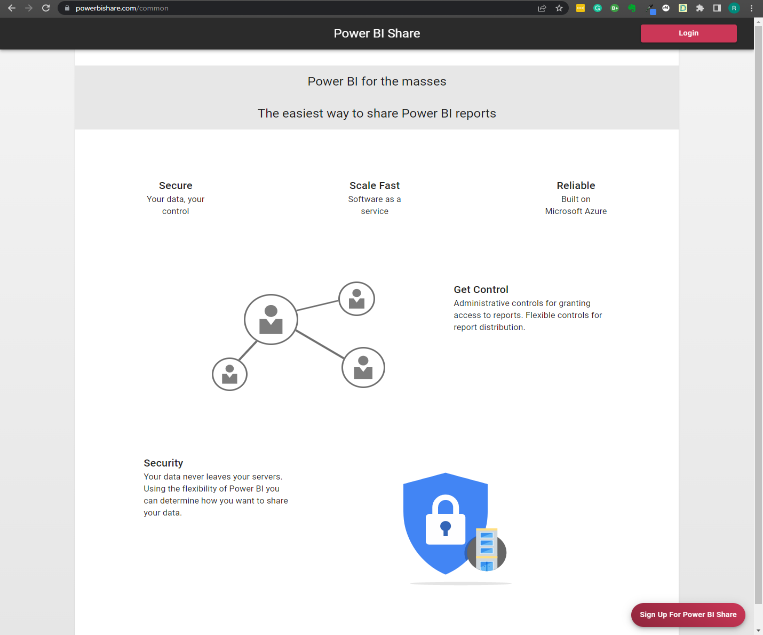 powerbishare.com/common
Power BI Share
Login
Power BI for the masses
The easiest way to share Power BI reports
Secure
Your data, your
control
Scale Fast
Software as a
service
Reliable
Built on
Microsoft Azure
Get Control
Administrative controls for granting
access to reports. Flexible controls for
report distribution.
Security
Your data never leaves your servers.
Using the flexibility of Power BI you
can determine how you want to share
your data.
Sign Up For Power BI Share